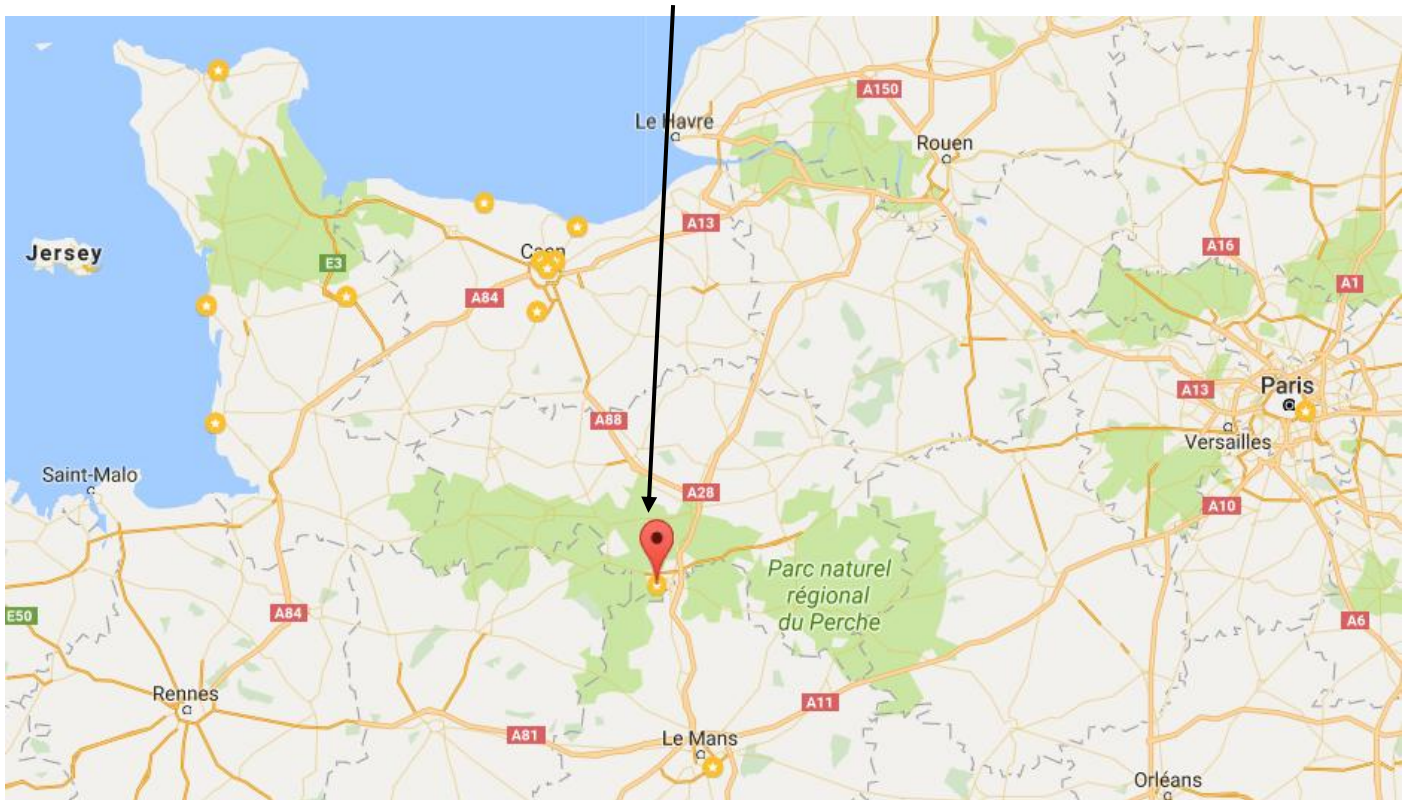 A150
Le Havre
Rouen
A13
Jersey
E3
Caen
A84
A16
A1
A13
Paris
Versailles
A88
Saint-Malo
A28
A10
Parc naturel
régional
du Perche
E50
A84
A6
Rennes
A11
A81
Le Mans
Orléans